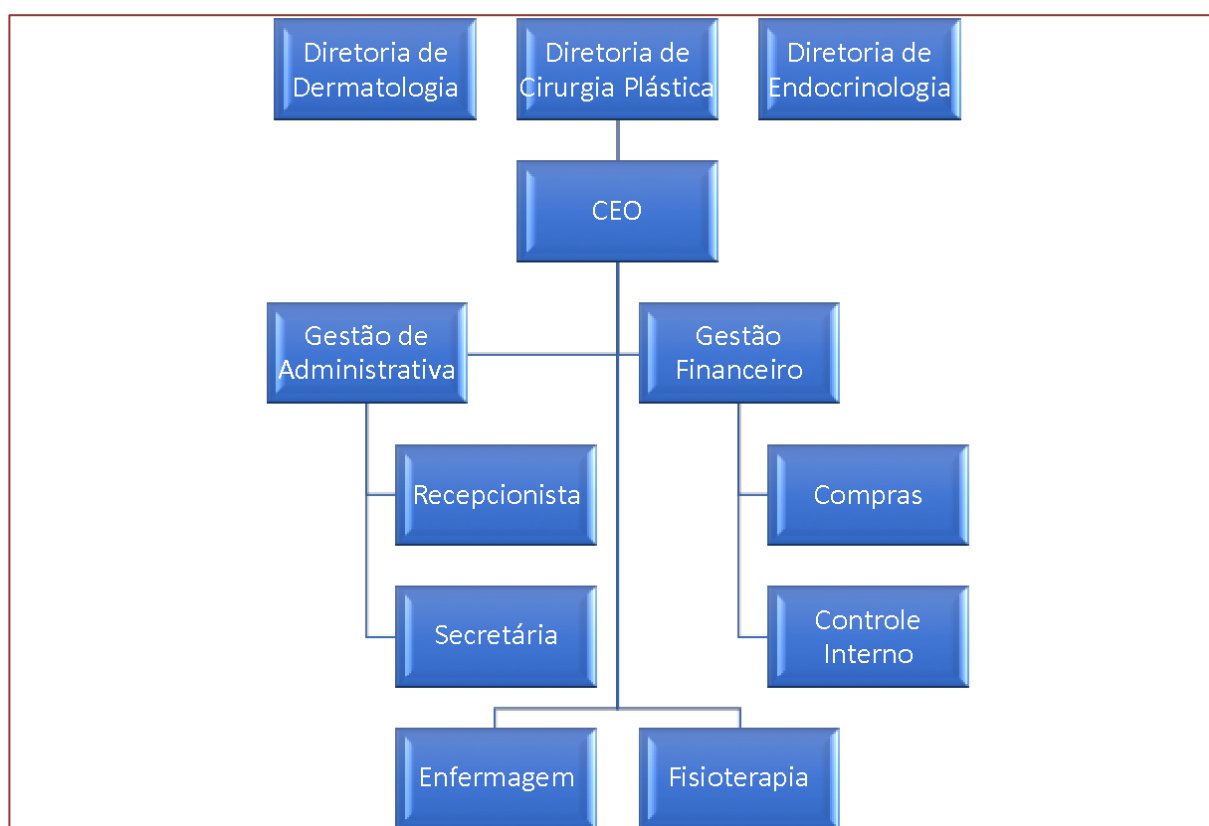 Diretoria de
Dermatologia
Diretoria de
Cirurgia Plástica
Diretoria de
Endocrinologia
CEO
Gestão de
Administrativa
Gestão
Financeiro
Recepcionista
Compras
Secretária
Controle
Interno
Enfermagem
Fisioterapia